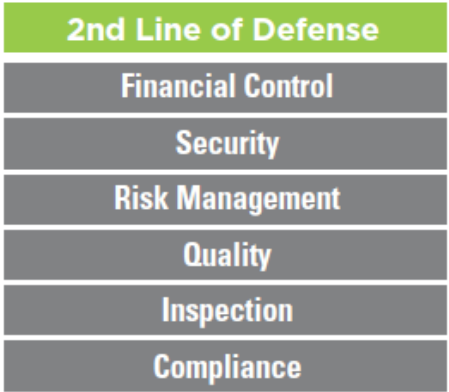 2nd Line of Defense
Financial Control
Security
Risk Management
Quality
Inspection
Compliance